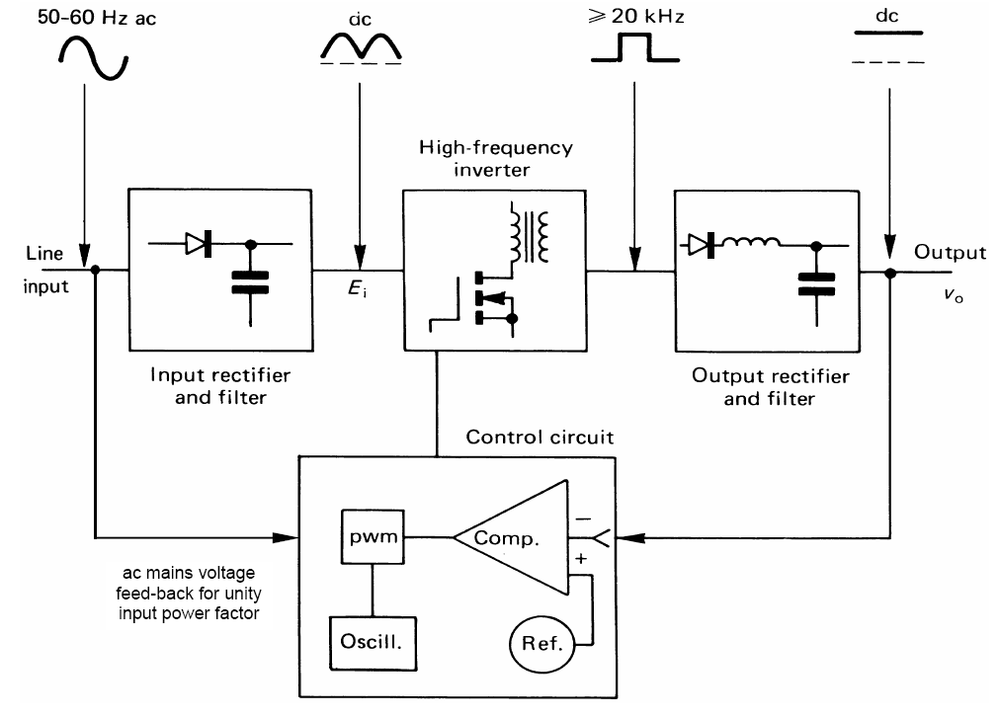 50-60 Hz ac
dc
≥ 20 kHz
dc
High-frequency
inverter
Line
input
E i
Output
v o
Input rectifier
and filter
Output rectifier
and filter
Control circuit
pwm
Comp.
−
+
ac mains voltage
feed-back for unity
input power factor
Oscill.
Ref.